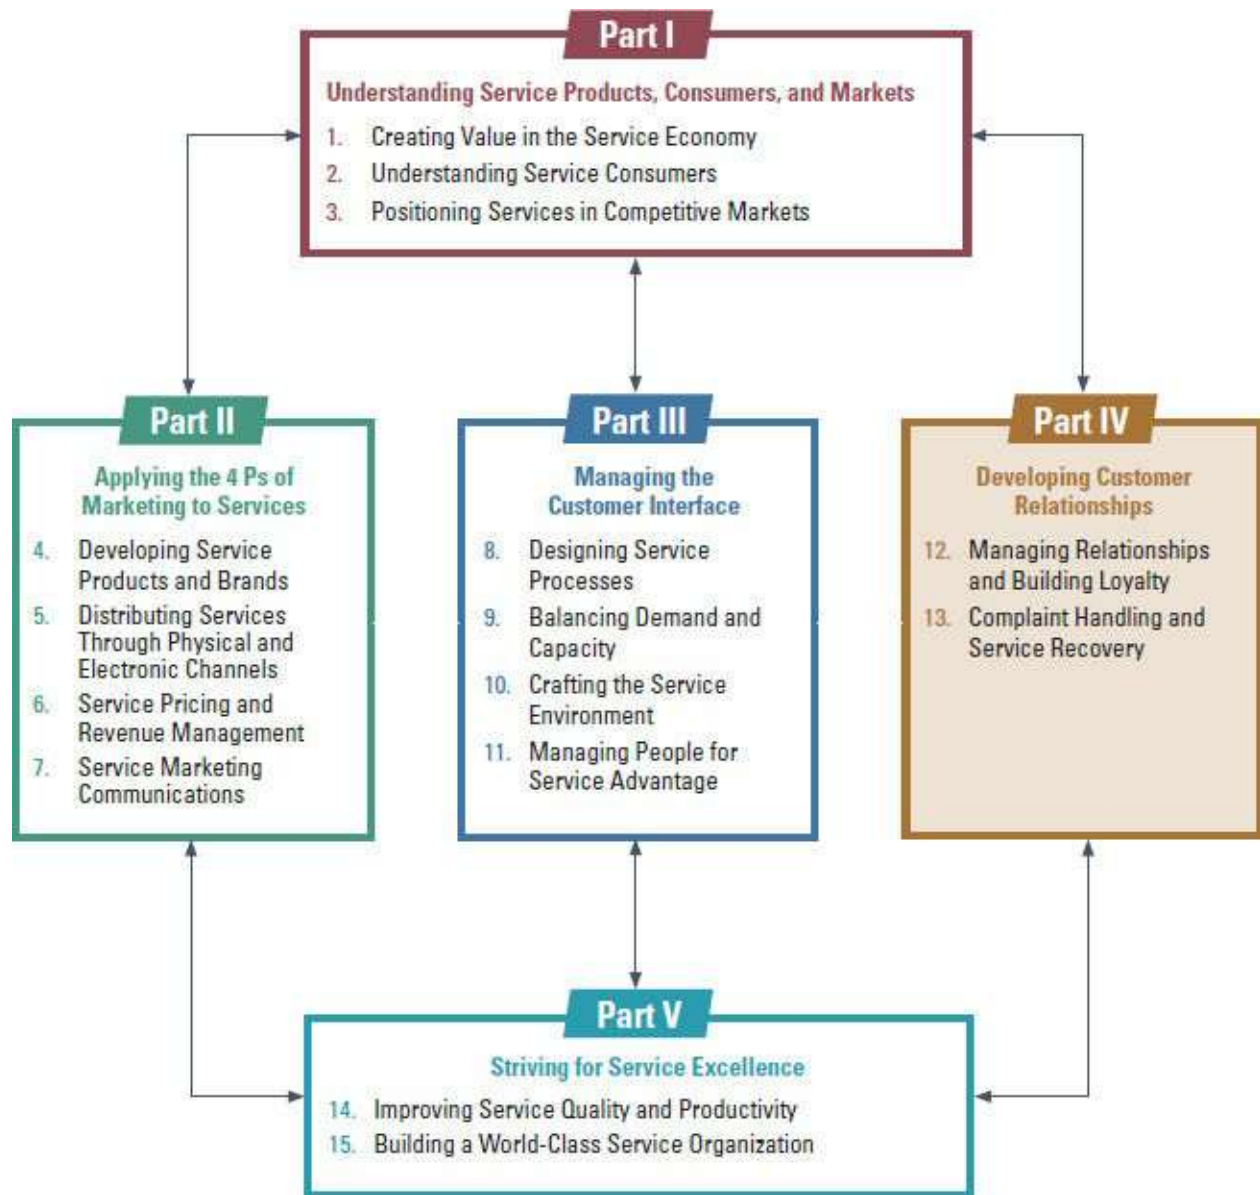 Part I
Understanding Service Products, Consumers, and Markets
1. Creating Value in the Service Economy
2. Understanding Service Consumers
3. Positioning Services in Competitive Markets
Part II
Applying the 4 Ps of
Marketing to Services
4. Developing Service
Products and Brands
5. Distributing Services
Through Physical and
Electronic Channels
6. Service Pricing and
Revenue Management
7. Service Marketing
Communications
Part III
Managing the
Customer Interface
8. Designing Service
Processes
9. Balancing Demand and
Capacity
10. Crafting the Service
Environment
11. Managing People for
Service Advantage
Part IV
Developing Customer
Relationships
12. Managing Relationships
and Building Loyalty
13. Complaint Handling and
Service Recovery
Part V
Striving for Service Excellence
14. Improving Service Quality and Productivity
15. Building a World-Class Service Organization